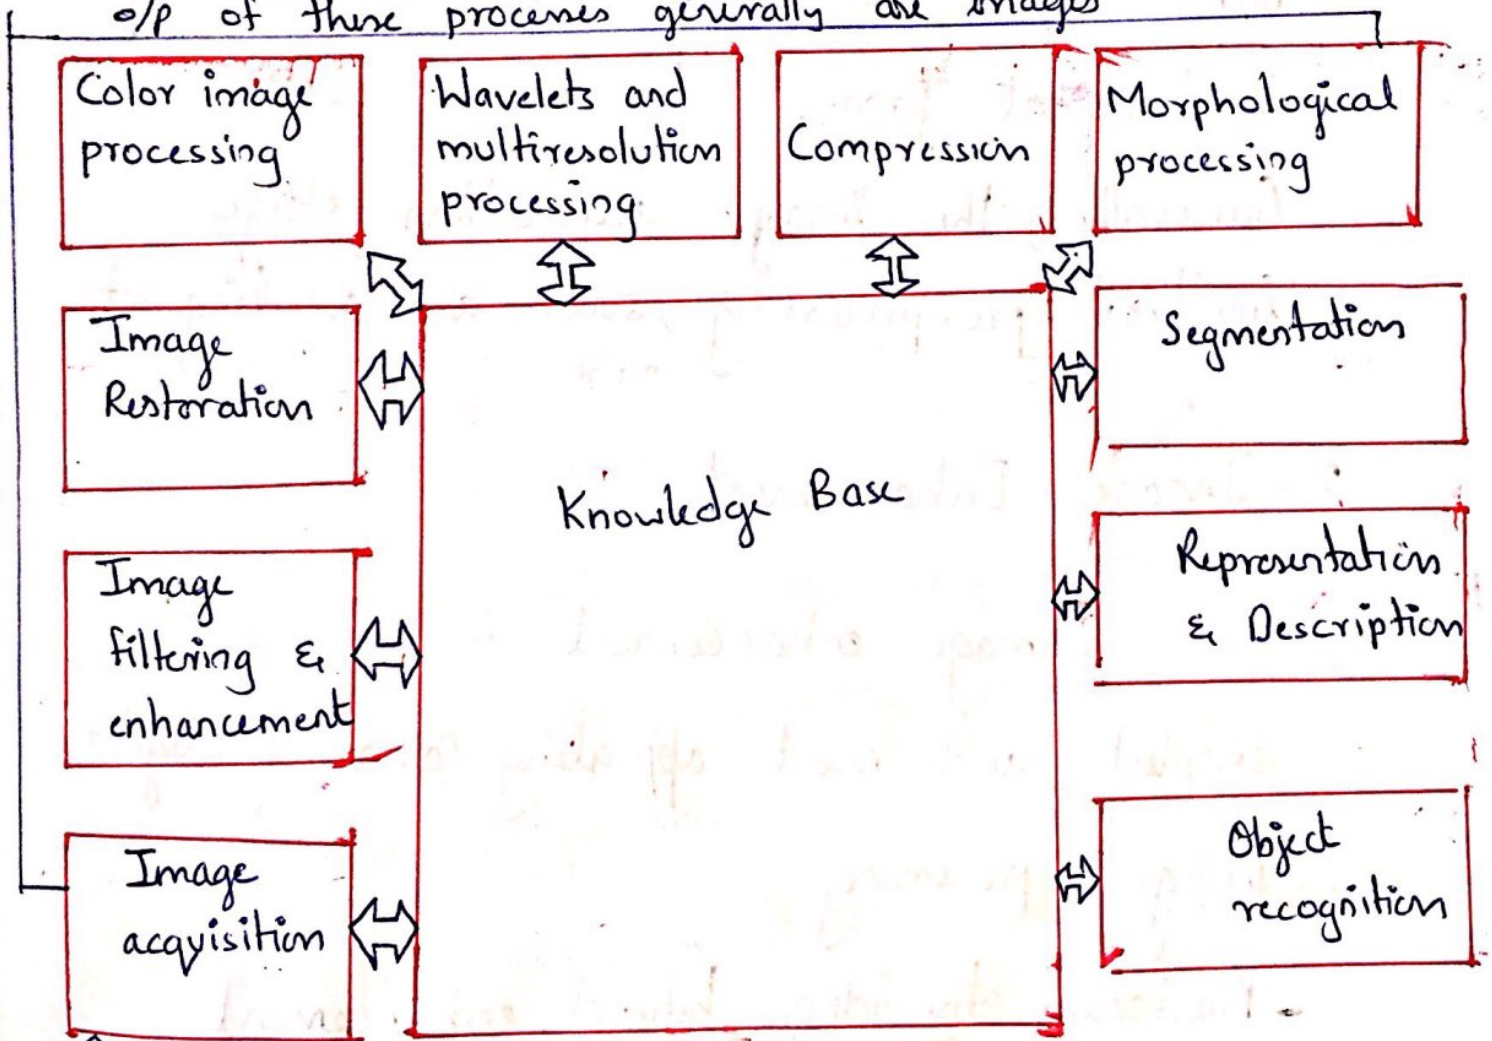 o/p of these processes generally are images
Color image
processing
Wavelets and
multiresolution
processing
Compression
Morphological
processing
Image
Restoration
Segmentation
Knowledge Base
Image
filtering &
enhancement
Representation
& Description
Image
acquisition
Object
recognition